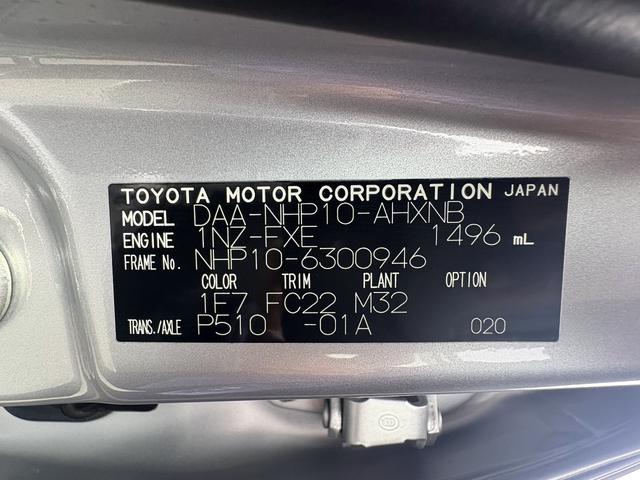 TOYOTA MOTOR CORPORATION JAPAN
MODEL DAA-NHP10-AHXNB
ENGINE 1NZ-FXE 1496 mL
FRAME No. NHP10-6300946
COLOR TRIM PLANT OPTION
1F7 FC22 M32
TRANS./AXLE P510 -01A 020